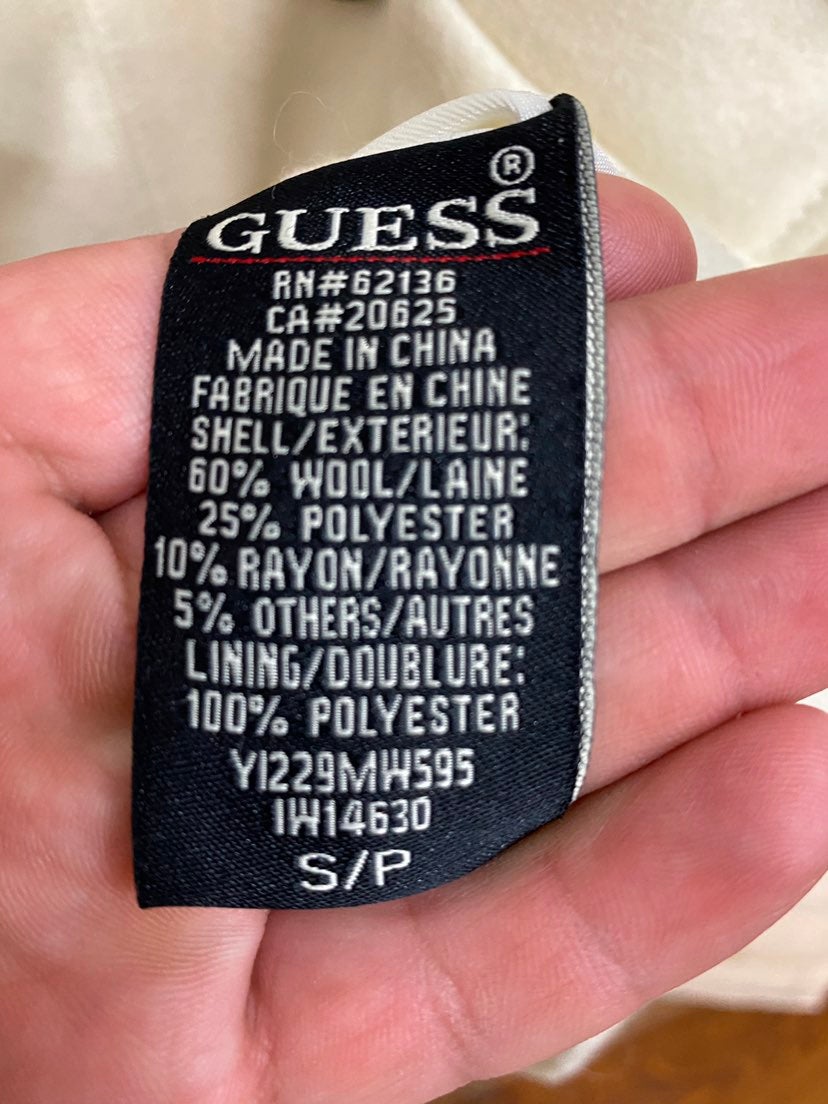 GUESS®
RN#62136
CA#20625
MADE IN CHINA
FABRIQUE EN CHINE
SHELL/EXTERIEUR:
60% WOOL/LAINE
25% POLYESTER
10% RAYON/RAYONNE
5% OTHERS/AUTRES
LINING/DOUBLURE:
100% POLYESTER
YI229MW595
IW14630
S/P